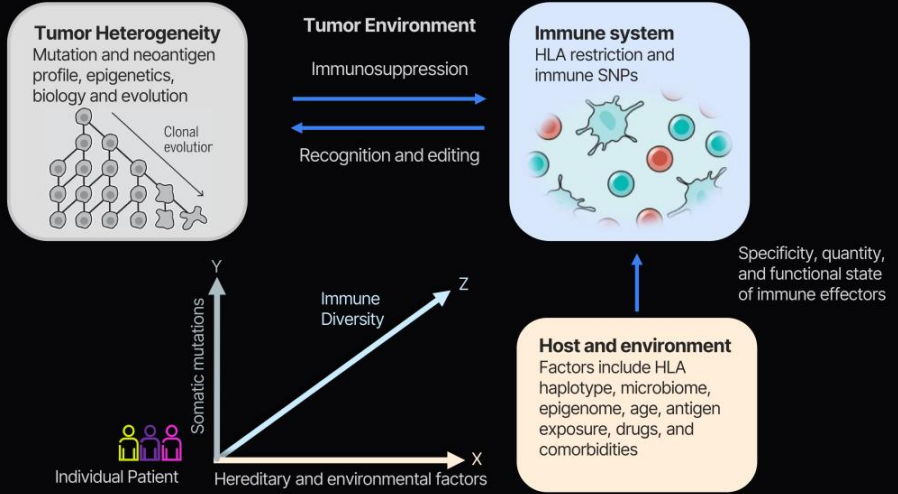 Tumor Heterogeneity
Mutation and neoantigen
profile, epigenetics,
biology and evolution
Clonal
evolutior
Tumor Environment
Immunosuppression
Recognition and editing
Immune system
HLA restriction and
immune SNPs
Specificity, quantity,
and functional state
of immune effectors
Host and environment
Factors include HLA
haplotype, microbiome,
epigenome, age, antigen
exposure, drugs, and
comorbidities
Y
Somatic mutations
Immune
Diversity
Z
X
Hereditary and environmental factors
Individual Patient